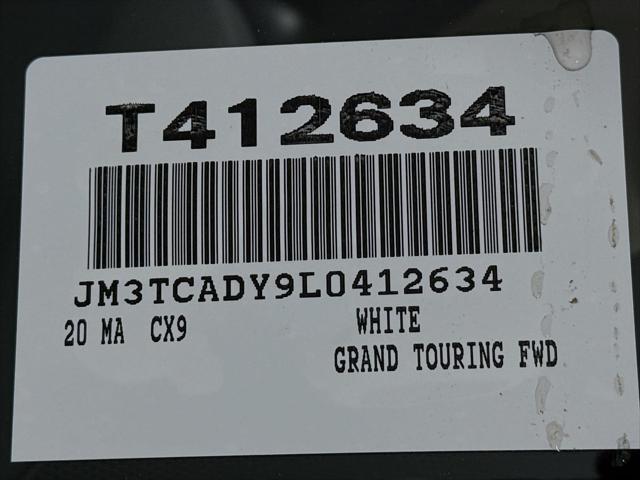 T412634
JM3TCADY9L0412634
20 MA CX9 WHITE
GRAND TOURING FWD